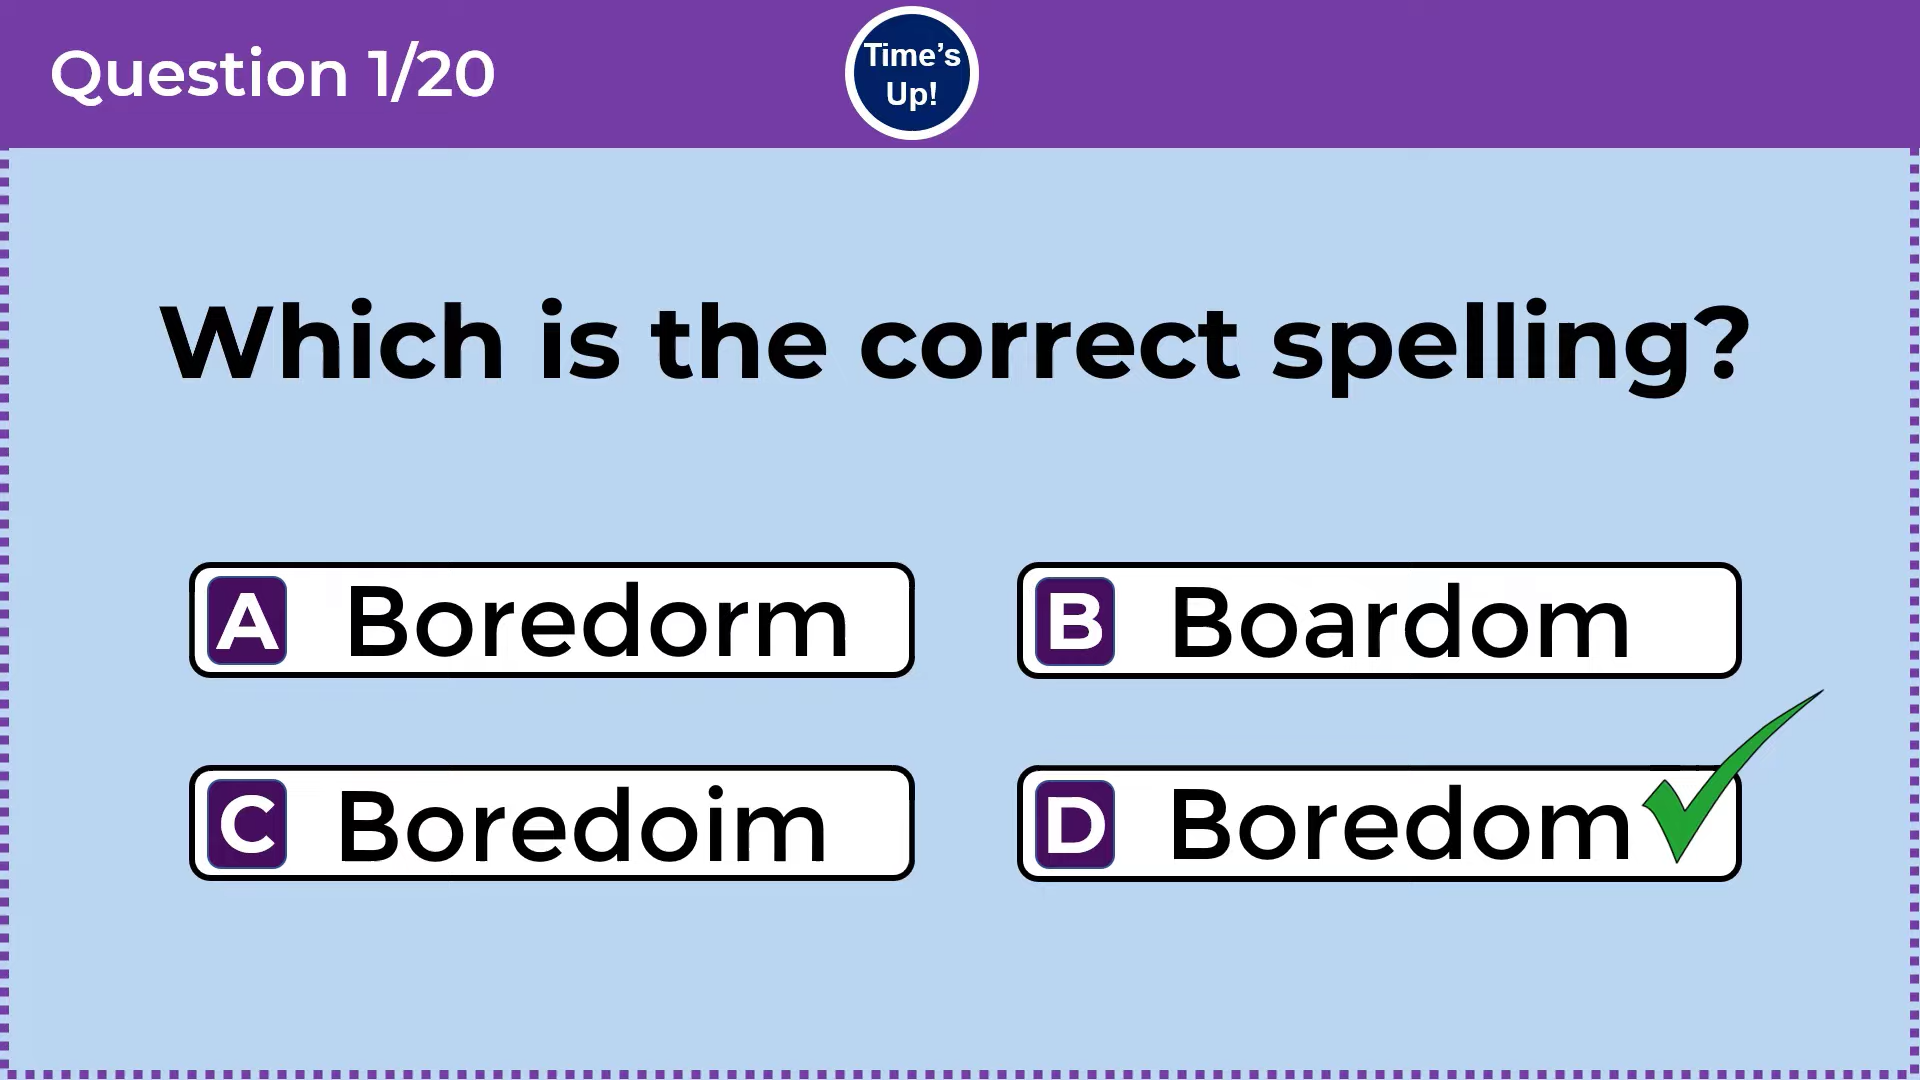 Question 1/20
Time’s
Up!
Which is the correct spelling?
A Boredorm
B Boardom
C Boredoim
D Boredom